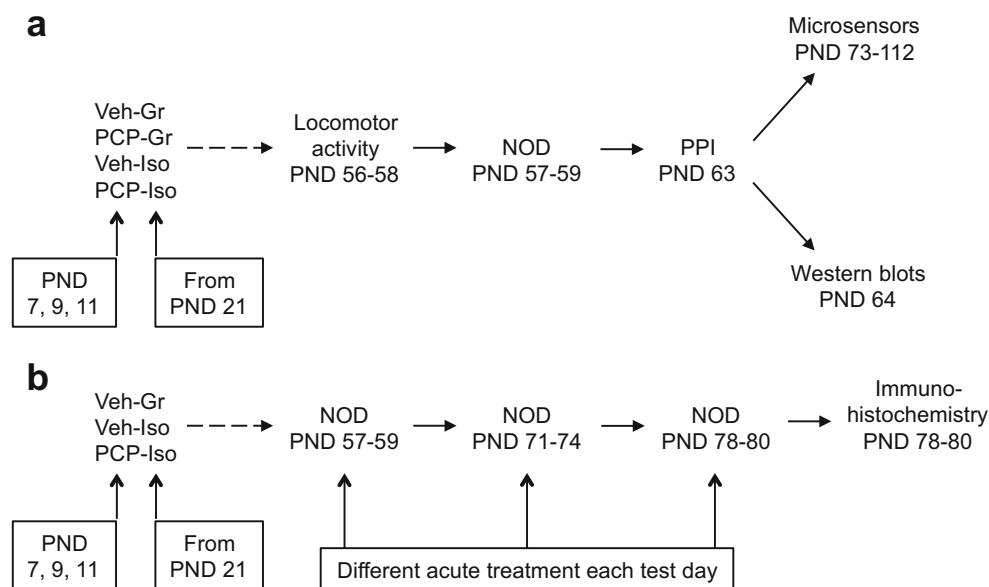 a
Microsensors
PND 73-112
Veh-Gr
PCP-Gr
Veh-Iso
PCP-Iso
Locomotor
activity
PND 56-58
NOD
PND 57-59
PPI
PND 63
PND
7, 9, 11
From
PND 21
Western blots
PND 64
b
Veh-Gr
Veh-Iso
PCP-Iso
NOD
PND 57-59
NOD
PND 71-74
NOD
PND 78-80
Immuno-
histochemistry
PND 78-80
PND
7, 9, 11
From
PND 21
Different acute treatment each test day